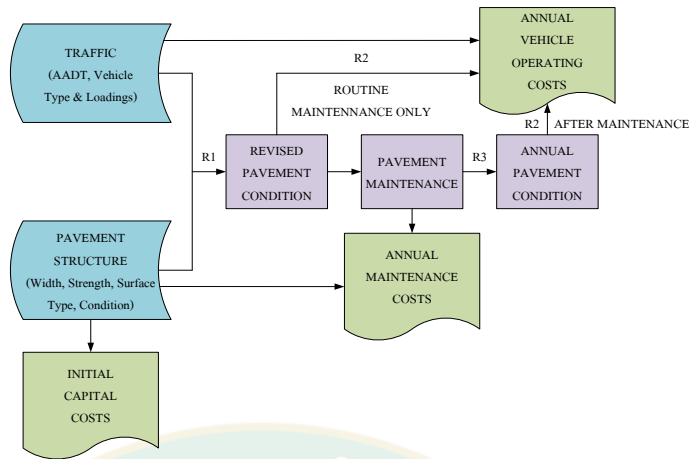 TRAFFIC
(AADT, Vehicle
Type & Loadings)
ANNUAL
VEHICLE
OPERATING
COSTS
R2
ROUTINE
MAINTENNANCE ONLY
R2
AFTER MAINTENANCE
R1
REVISED
PAVEMENT
CONDITION
PAVEMENT
MAINTENANCE
R3
ANNUAL
PAVEMENT
CONDITION
PAVEMENT
STRUCTURE
(Width, Strength, Surface
Type, Condition)
ANNUAL
MAINTENANCE
COSTS
INITIAL
CAPITAL
COSTS